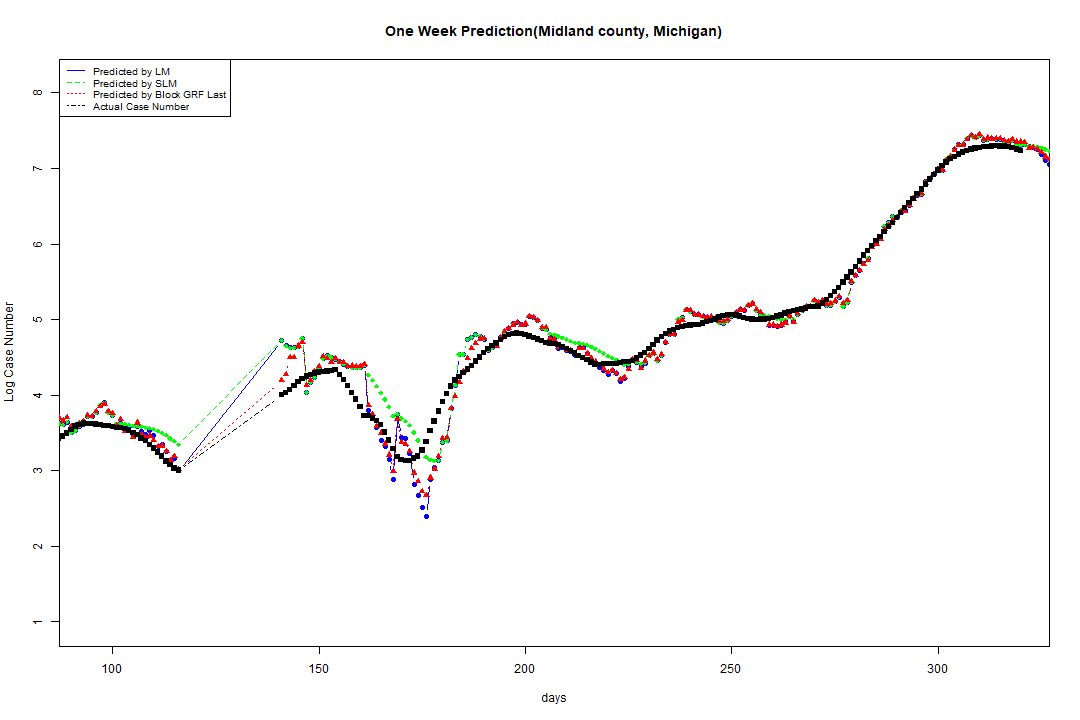 One Week Prediction(Midland county, Michigan)
Predicted by LM
Predicted by SLM
Predicted by Block GRF Last
Actual Case Number
8
7
6
5
4
3
2
1
Log Case Number
100 150 200 250 300
days